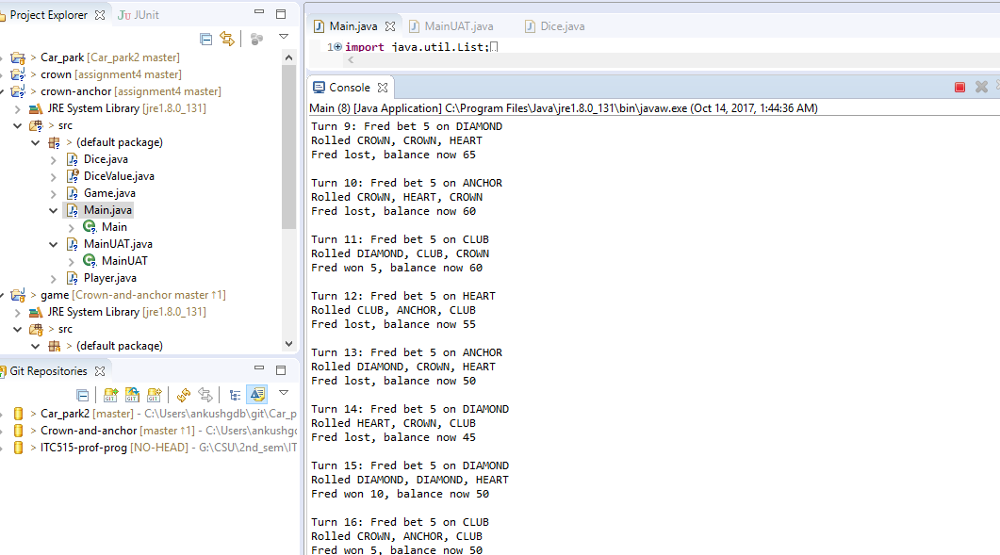 Project Explorer JUnit
> Car_park [Car_park2 master]
> crown [assignment4 master]
> crown-anchor [assignment4 master]
JRE System Library [jre1.8.0_131]
> src
> (default package)
Dice.java
DiceValue.java
Game.java
Main.java
Main
MainUAT.java
MainUAT
Player.java
> game [Crown-and-anchor master ↑1]
JRE System Library [jre1.8.0_131]
> src
> (default package)
Git Repositories
> Car_park2 [master] - C:\Users\ankushgdb\git\Car_p
> Crown-and-anchor [master ↑1] - C:\Users\ankushgc
> ITC515-prof-prog [NO-HEAD] - G:\CSU\2nd_sem\IT
Main.java MainUAT.java Dice.java
1 import java.util.List;
Console
Main (8) [Java Application] C:\Program Files\Java\jre1.8.0_131\bin\javaw.exe (Oct 14, 2017, 1:44:36 AM)
Turn 9: Fred bet 5 on DIAMOND
Rolled CROWN, CROWN, HEART
Fred lost, balance now 65
Turn 10: Fred bet 5 on ANCHOR
Rolled CROWN, HEART, CROWN
Fred lost, balance now 60
Turn 11: Fred bet 5 on CLUB
Rolled DIAMOND, CLUB, CROWN
Fred won 5, balance now 60
Turn 12: Fred bet 5 on HEART
Rolled CLUB, ANCHOR, CLUB
Fred lost, balance now 55
Turn 13: Fred bet 5 on ANCHOR
Rolled DIAMOND, CROWN, HEART
Fred lost, balance now 50
Turn 14: Fred bet 5 on DIAMOND
Rolled HEART, CROWN, CLUB
Fred lost, balance now 45
Turn 15: Fred bet 5 on DIAMOND
Rolled DIAMOND, DIAMOND, HEART
Fred won 10, balance now 50
Turn 16: Fred bet 5 on CLUB
Rolled CROWN, ANCHOR, CLUB
Fred won 5, balance now 50